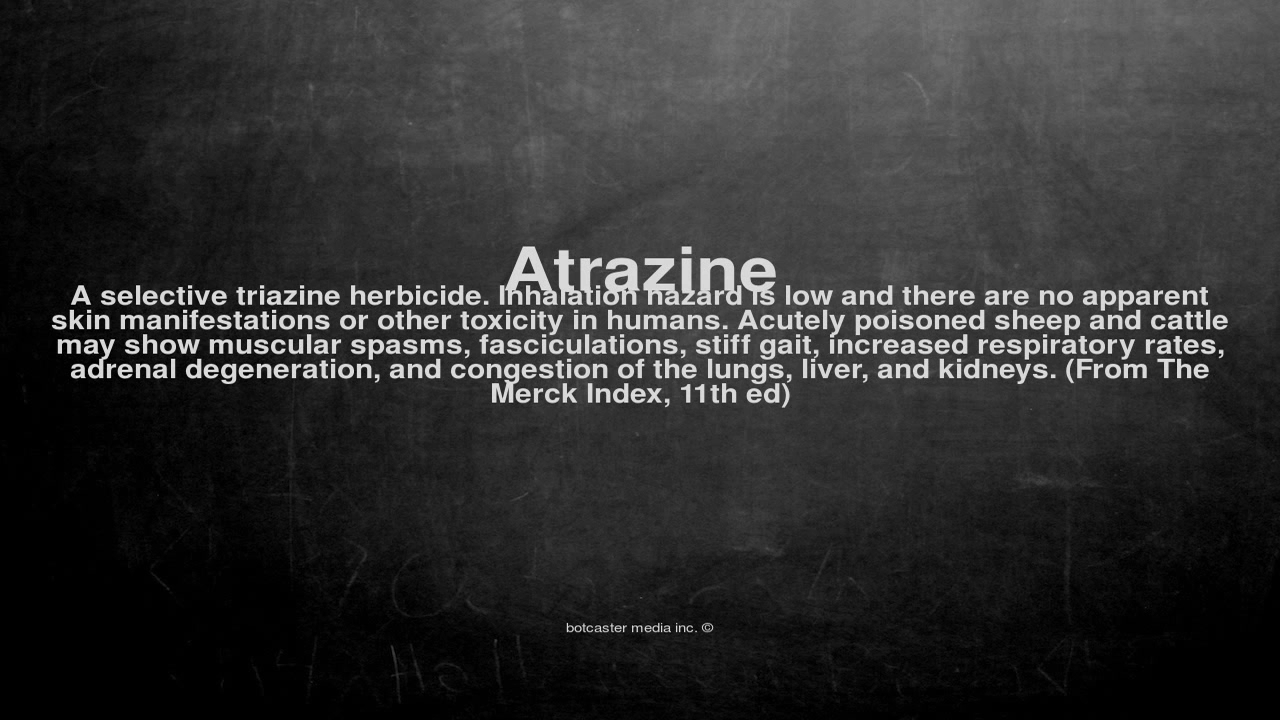 Atrazine
A selective triazine herbicide. Inhalation hazard is low and there are no apparent
skin manifestations or other toxicity in humans. Acutely poisoned sheep and cattle
may show muscular spasms, fasciculations, stiff gait, increased respiratory rates,
adrenal degeneration, and congestion of the lungs, liver, and kidneys. (From The
Merck Index, 11th ed)
botcaster media inc. ©